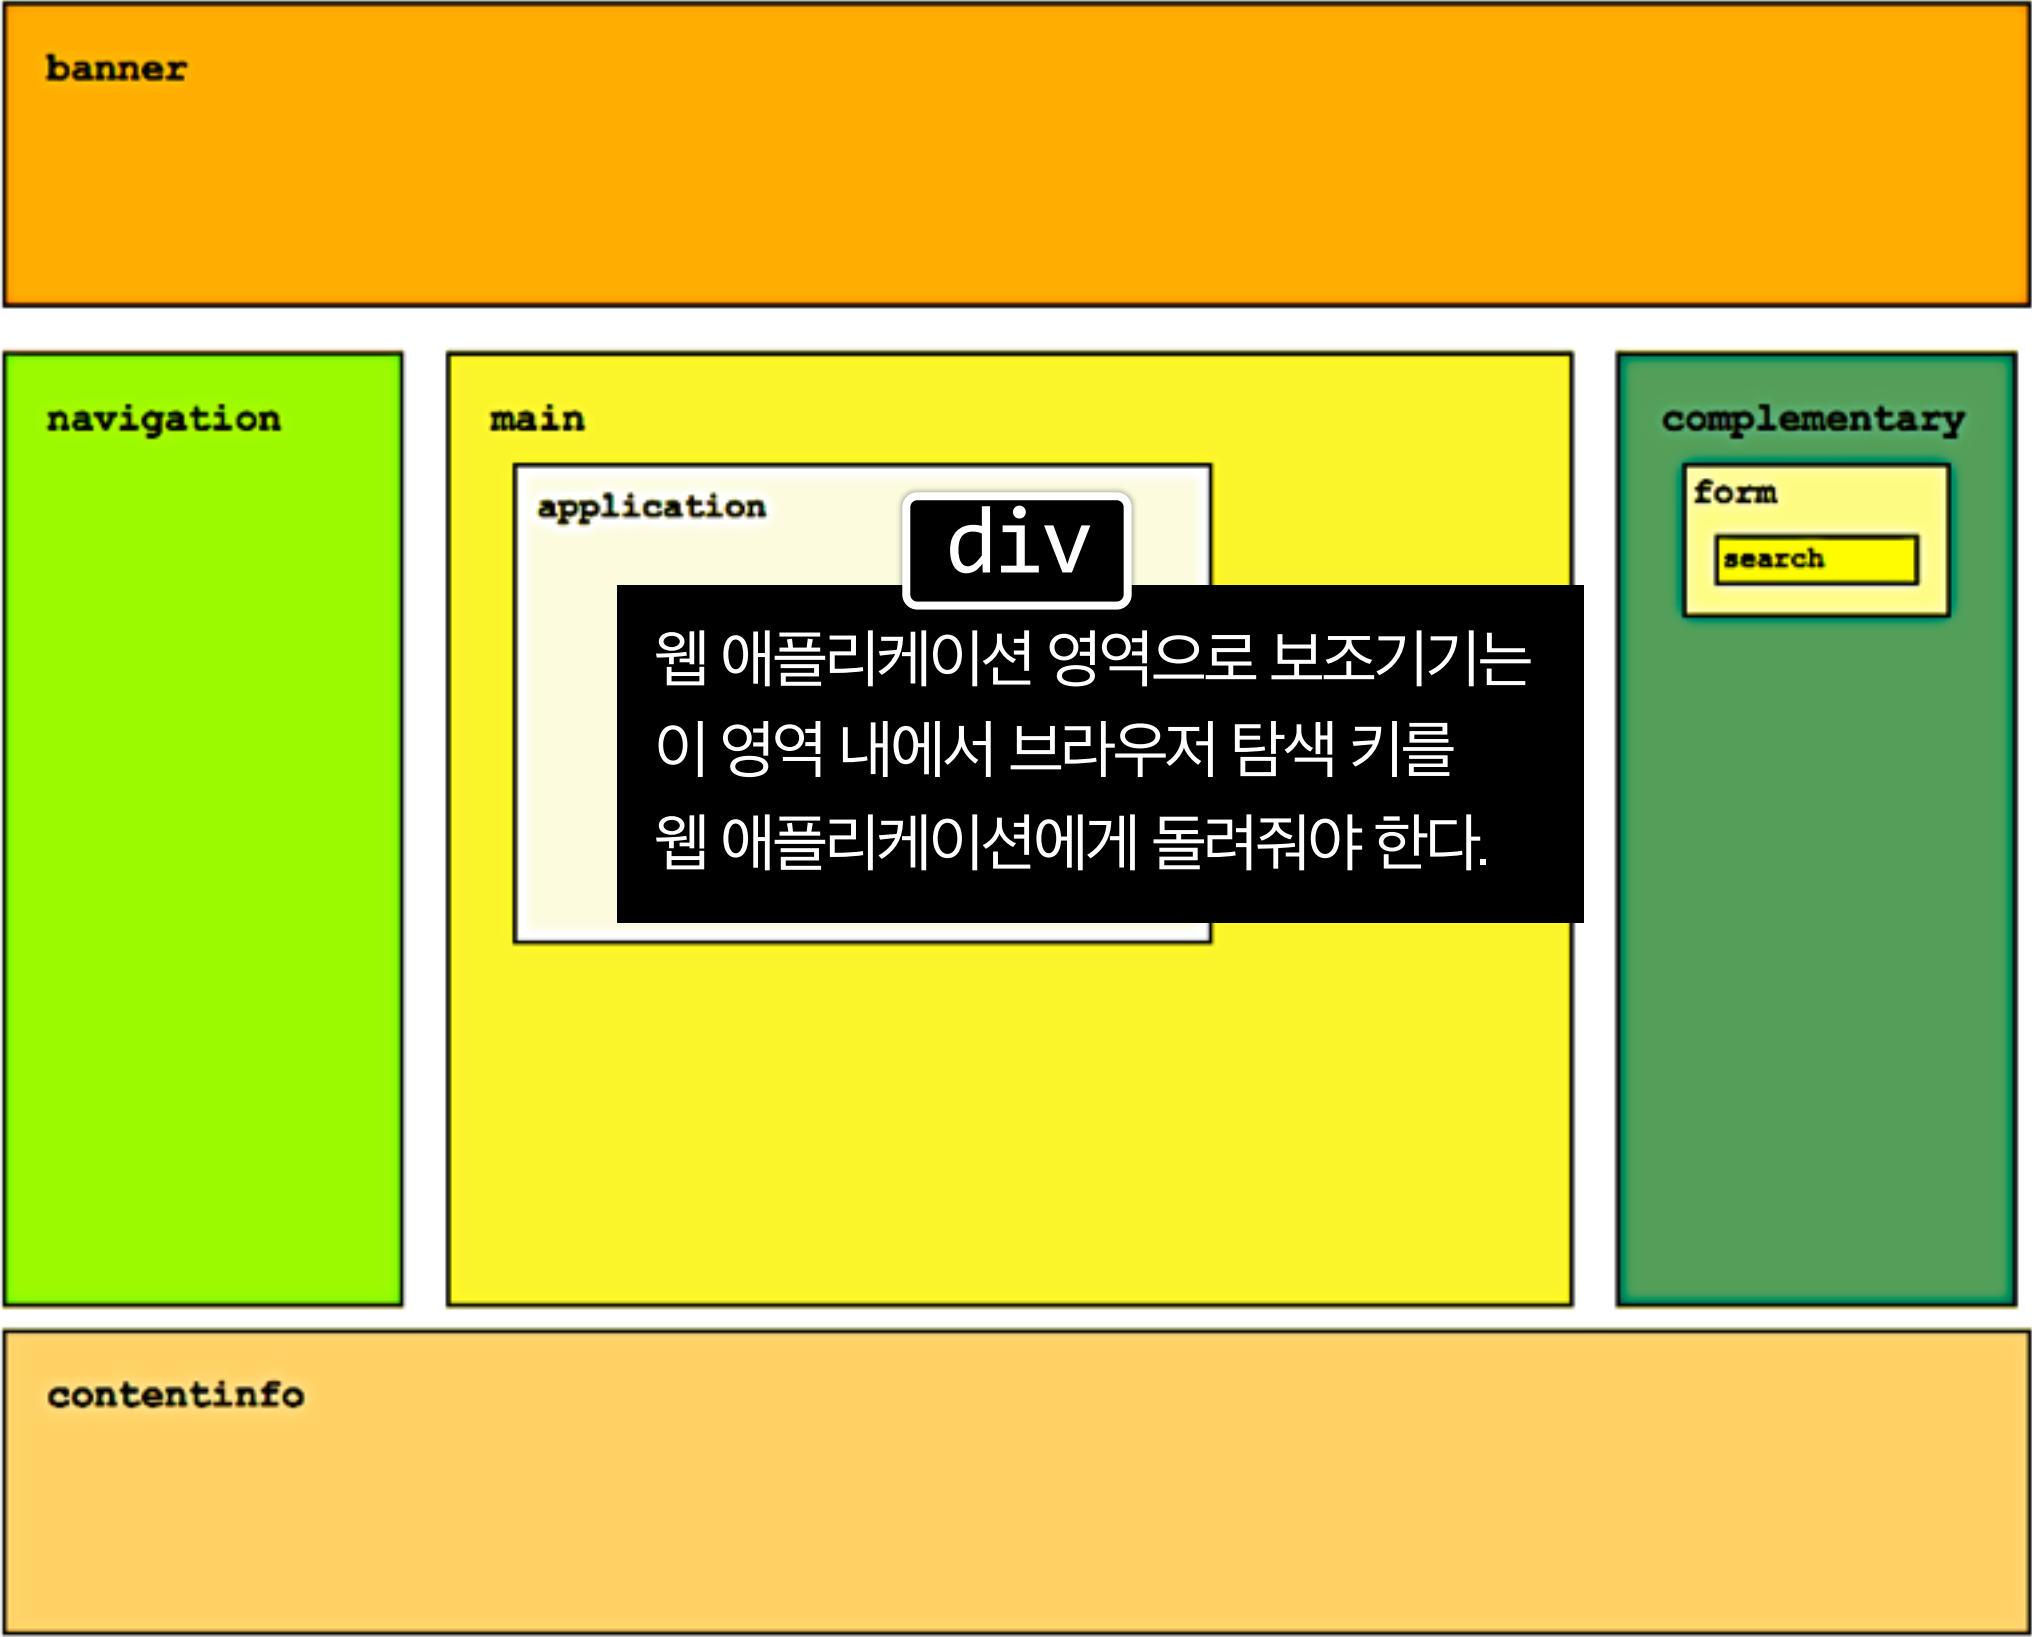 banner
navigation
main
application
div
웹 애플리케이션 영역으로 보조기기는
이 영역 내에서 브라우저 탐색 키를
웹 애플리케이션에게 돌려줘야 한다.
complementary
form
search
contentinfo